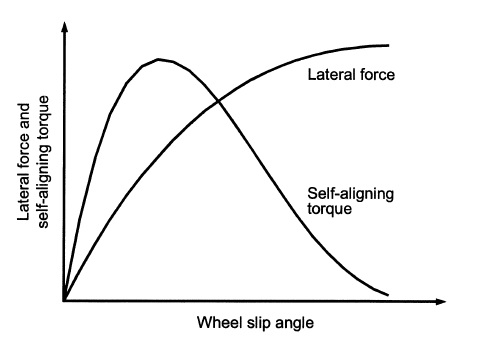 Lateral force and
self-aligning torque
Lateral force
Self-aligning
torque
Wheel slip angle